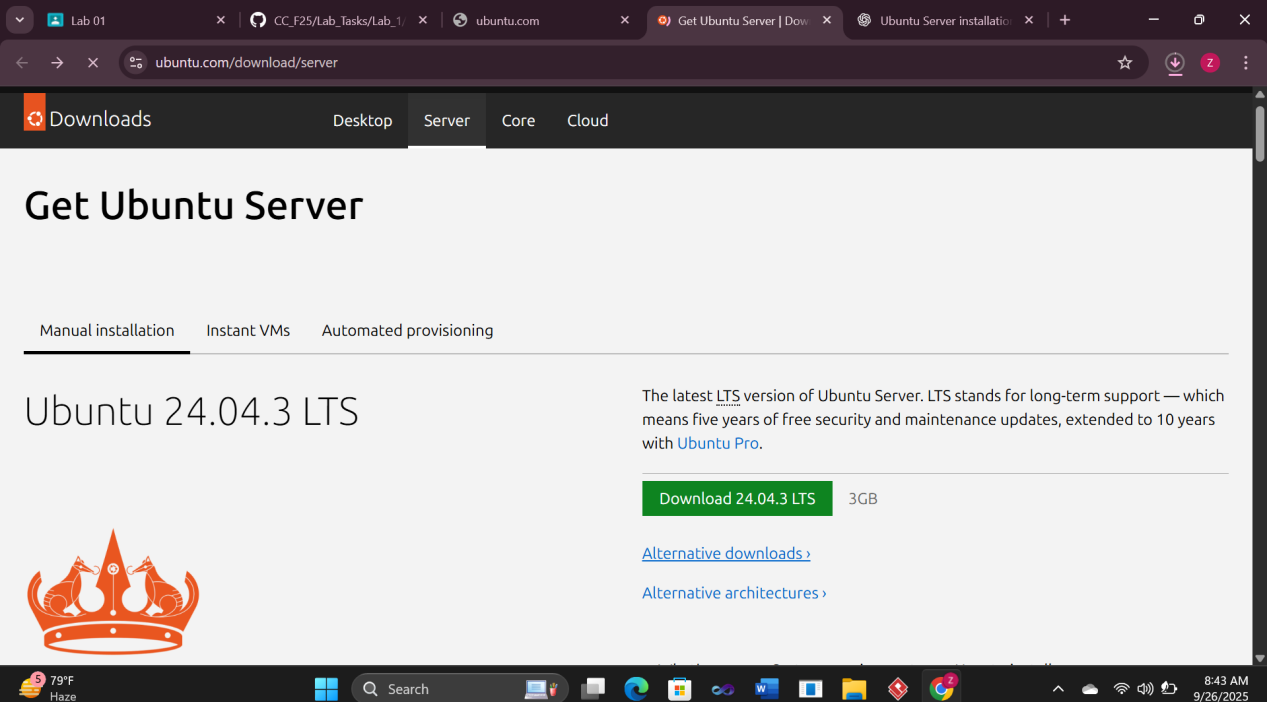 Lab 01
CC_F25/Lab_Tasks/Lab_1/
ubuntu.com
Get Ubuntu Server | Dow
Ubuntu Server installatio
ubuntu.com/download/server
Z
Downloads
Desktop
Server
Core
Cloud
Get Ubuntu Server
Manual installation
Instant VMs
Automated provisioning
Ubuntu 24.04.3 LTS
The latest LTS version of Ubuntu Server. LTS stands for long-term support — which
means five years of free security and maintenance updates, extended to 10 years
with Ubuntu Pro.
Download 24.04.3 LTS
3GB
Alternative downloads ›
Alternative architectures ›
5
79°F
Haze
Search
W
Z
8:43 AM
9/26/2025